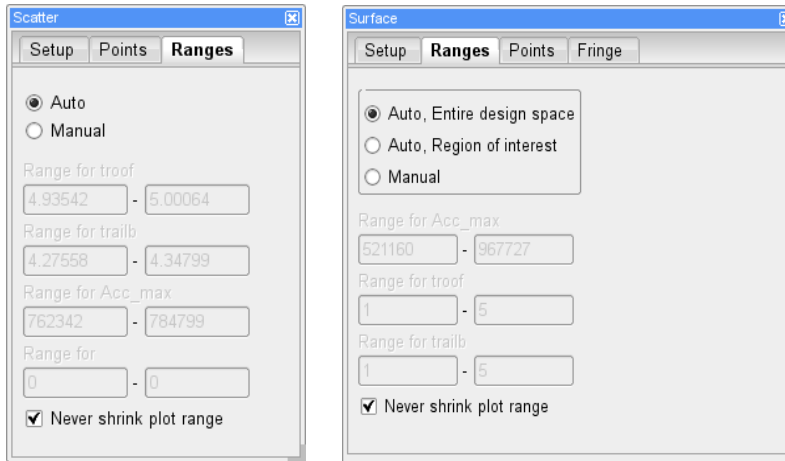 Scatter
Setup Points Ranges
Auto
Manual
Range for troof
4.93542 - 5.00064
Range for trailb
4.27558 - 4.34799
Range for Acc_max
762342 - 784799
Range for
0 - 0
Never shrink plot range
Surface
Setup Ranges Points Fringe
Auto, Entire design space
Auto, Region of interest
Manual
Range for Acc_max
521160 - 967727
Range for troof
1 - 5
Range for trailb
1 - 5
Never shrink plot range